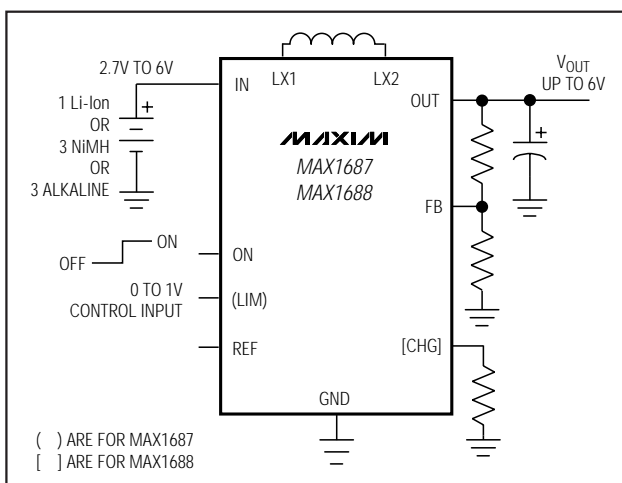 2.7V TO 6V
1 Li-Ion
OR
3 NiMH
OR
3 ALKALINE
OFF
ON
0 TO 1V
CONTROL INPUT
IN
LX1
LX2
OUT
MAXIM
MAX1687
MAX1688
FB
ON
(LIM)
REF
[CHG]
GND
VOUT
UP TO 6V
+
+
( ) ARE FOR MAX1687
[ ] ARE FOR MAX1688